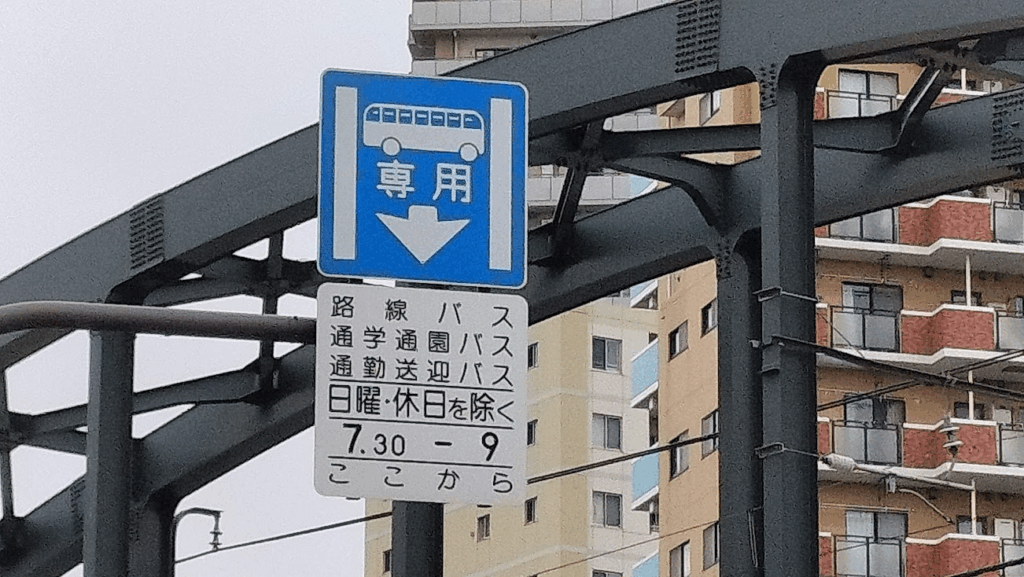 専用
路線バス
通学通園バス
通勤送迎バス
日曜・休日を除く
7.30 - 9
ここから